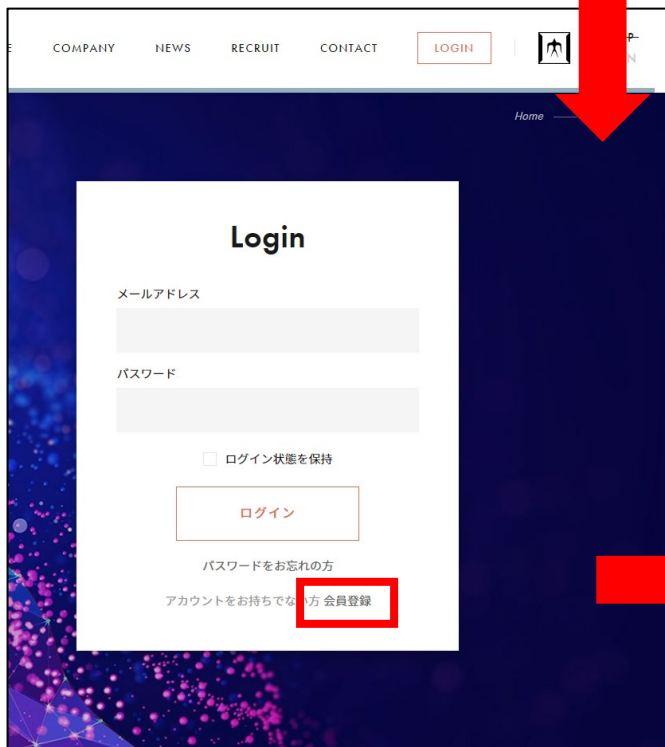 COMPANY NEWS RECRUIT CONTACT LOGIN
Home
Login
メールアドレス
パスワード
ログイン状態を保持
ログイン
パスワードをお忘れの方
アカウントをお持ちでない方 会員登録